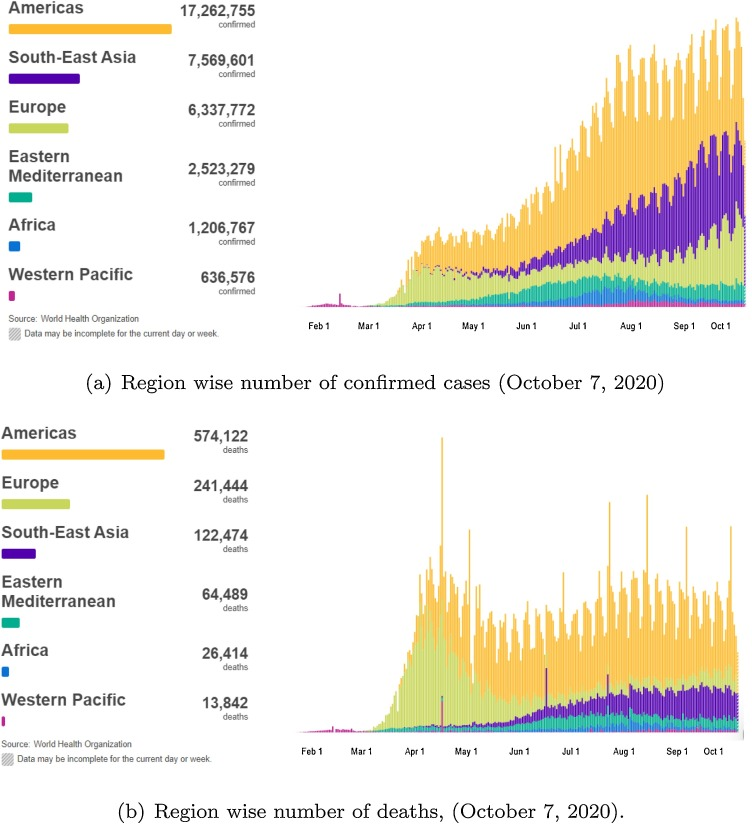 Americas 17,262,755
confirmed
South-East Asia 7,569,601
confirmed
Europe 6,337,772
confirmed
Eastern
Mediterranean 2,523,279
confirmed
Africa 1,206,767
confirmed
Western Pacific 636,576
confirmed
Source: World Health Organization
Data may be incomplete for the current day or week.
Feb 1 Mar 1 Apr 1 May 1 Jun 1 Jul 1 Aug 1 Sep 1 Oct 1
(a) Region wise number of confirmed cases (October 7, 2020)
Americas 574,122
deaths
Europe 241,444
deaths
South-East Asia 122,474
deaths
Eastern
Mediterranean 64,489
deaths
Africa 26,414
deaths
Western Pacific 13,842
deaths
Source: World Health Organization
Data may be incomplete for the current day or week.
Feb 1 Mar 1 Apr 1 May 1 Jun 1 Jul 1 Aug 1 Sep 1 Oct 1
(b) Region wise number of deaths, (October 7, 2020).